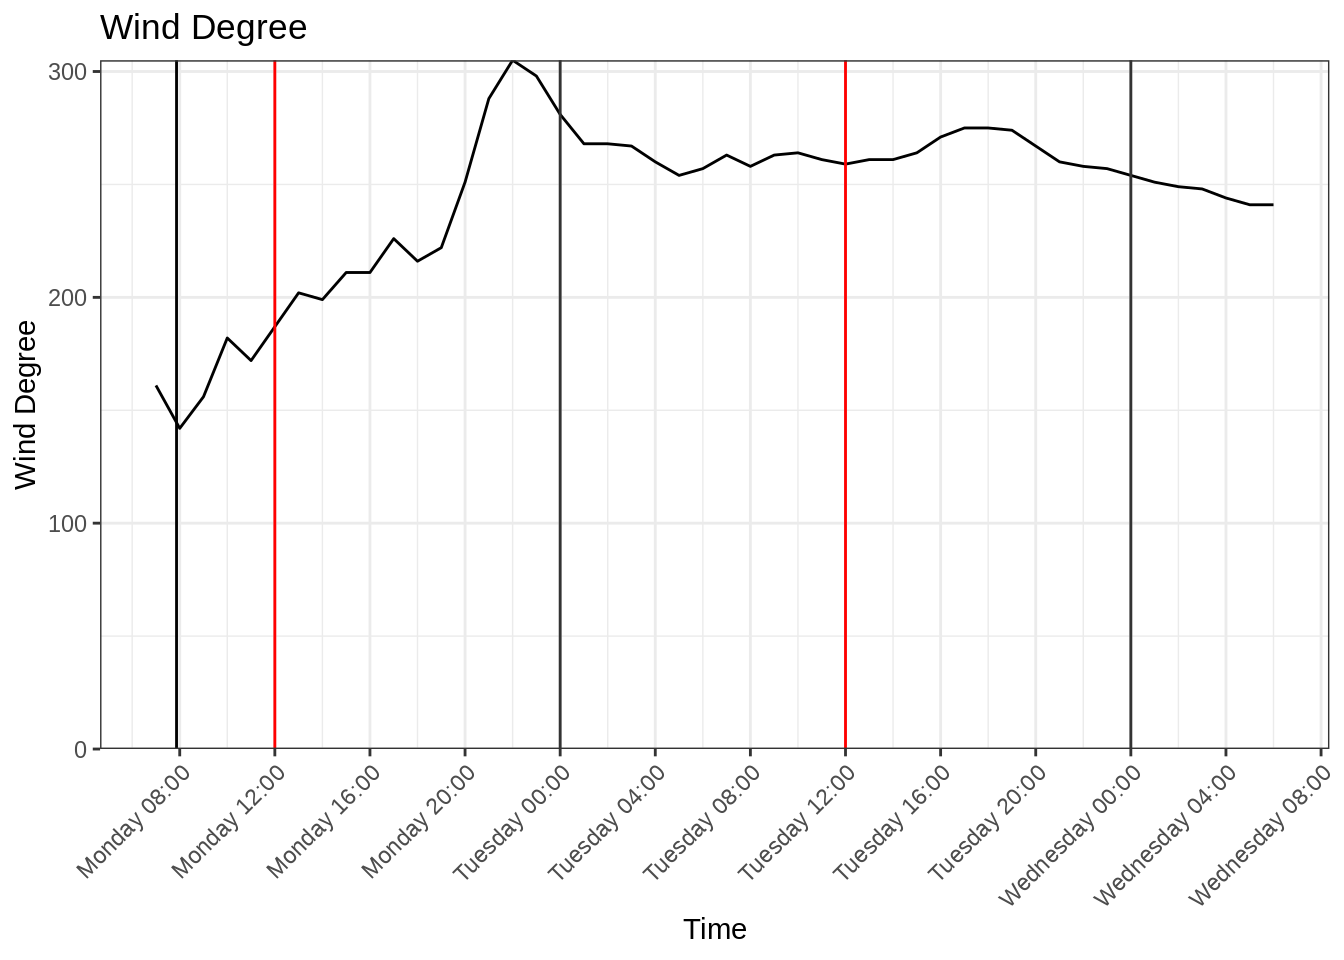 Wind Degree
Wind Degree
300
200
100
0
Monday 08:00
Monday 12:00
Monday 16:00
Monday 20:00
Tuesday 00:00
Tuesday 04:00
Tuesday 08:00
Tuesday 12:00
Tuesday 16:00
Tuesday 20:00
Wednesday 00:00
Wednesday 04:00
Wednesday 08:00
Time